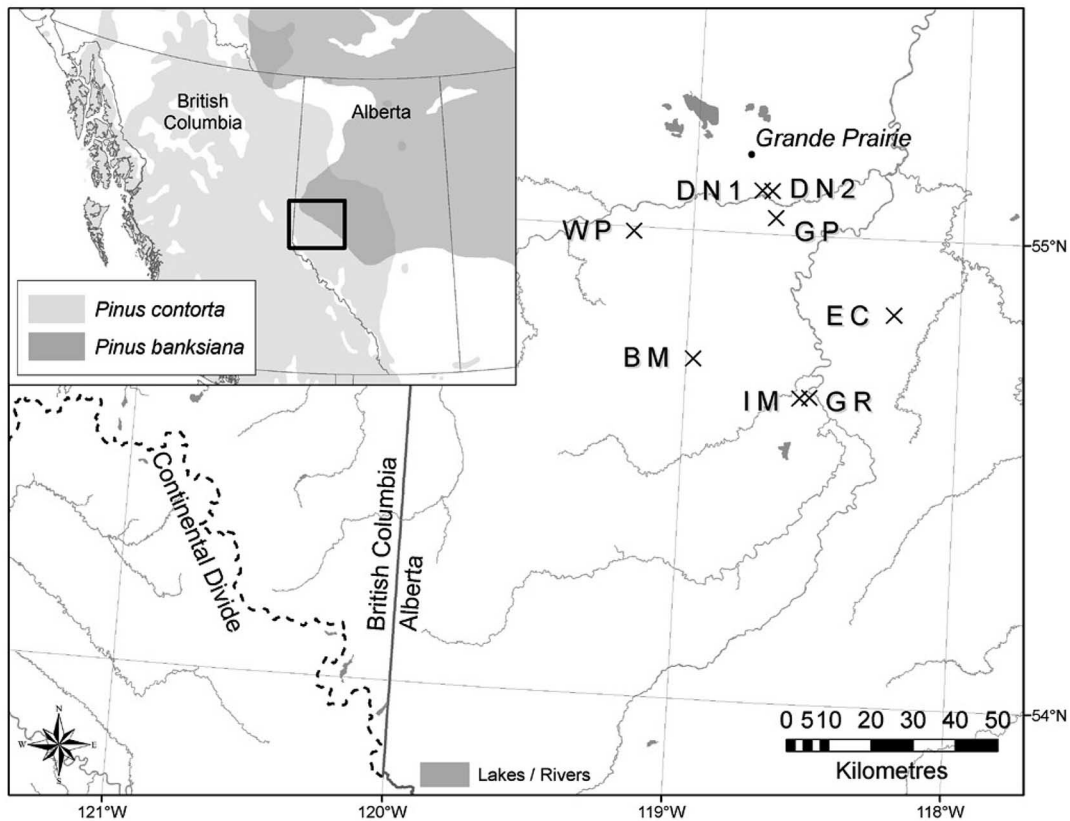 British
Columbia
Alberta
Pinus contorta
Pinus banksiana
Grande Prairie
DN1
DN2
WP
GP
55°N
EC
BM
IM
GR
Continental Divide
British Columbia
Alberta
54°N
0 5 10 20 30 40 50
Kilometres
N
W E
S
Lakes / Rivers
121°W 120°W 119°W 118°W